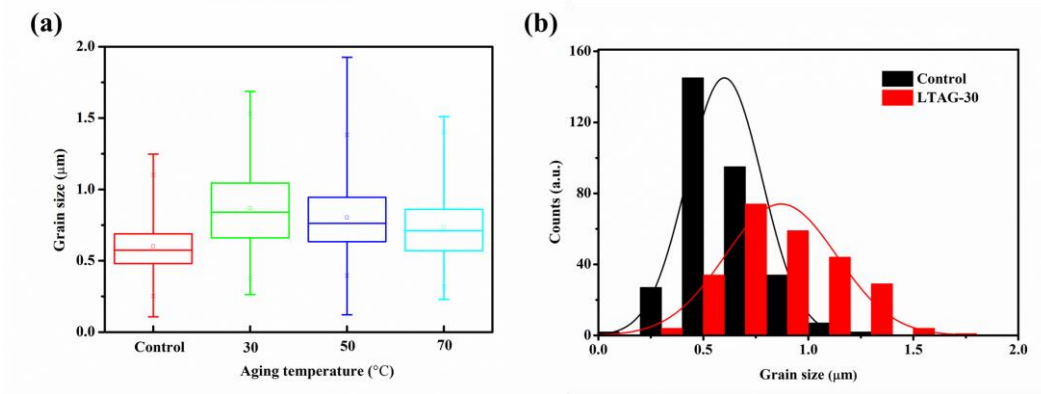 (a)
2.0
1.5
1.0
0.5
0.0
Grain size (μm)
Control
30
50
70
Aging temperature (°C)
(b)
160
120
80
40
0
Counts (a.u.)
Control
LTAG-30
0.0
0.5
1.0
1.5
2.0
Grain size (μm)